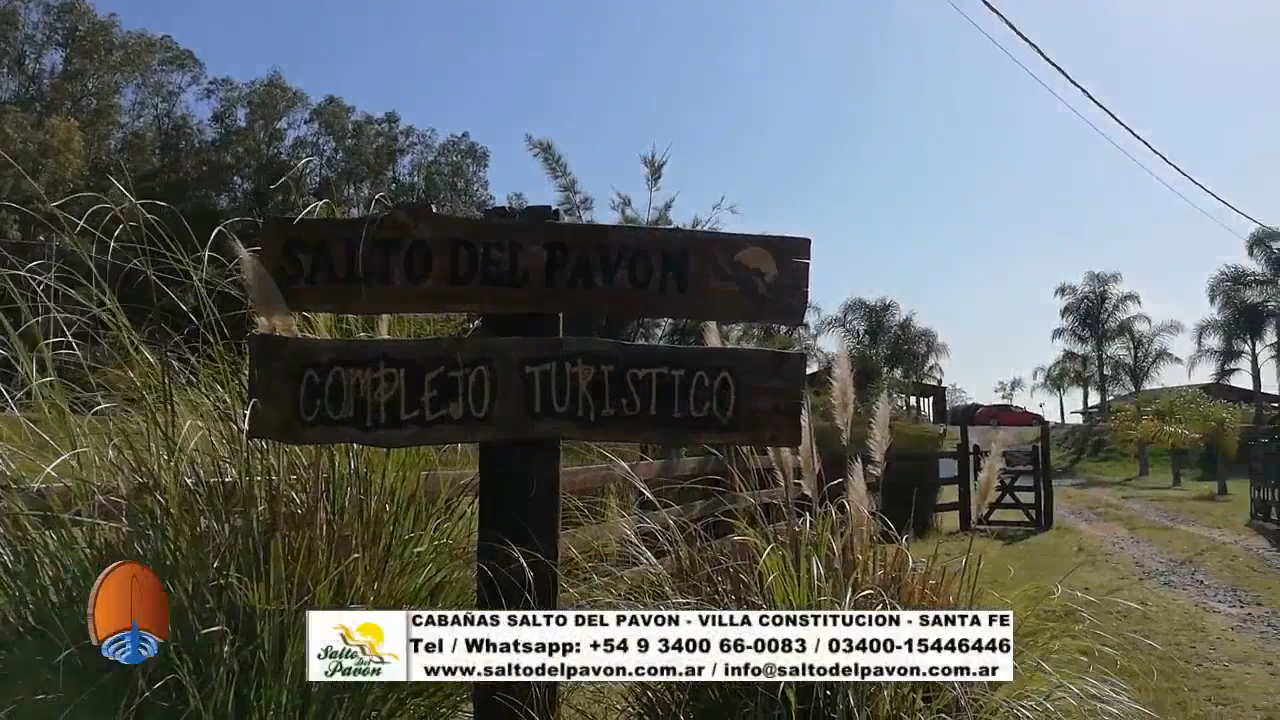 SALTO DEL PAVON
COMPLEJO TURISTICO
Salto
Del
Pavón
CABAÑAS SALTO DEL PAVON - VILLA CONSTITUCION - SANTA FE
Tel / Whatsapp: +54 9 3400 66-0083 / 03400-15446446
www.saltodelpavon.com.ar / info@saltodelpavon.com.ar